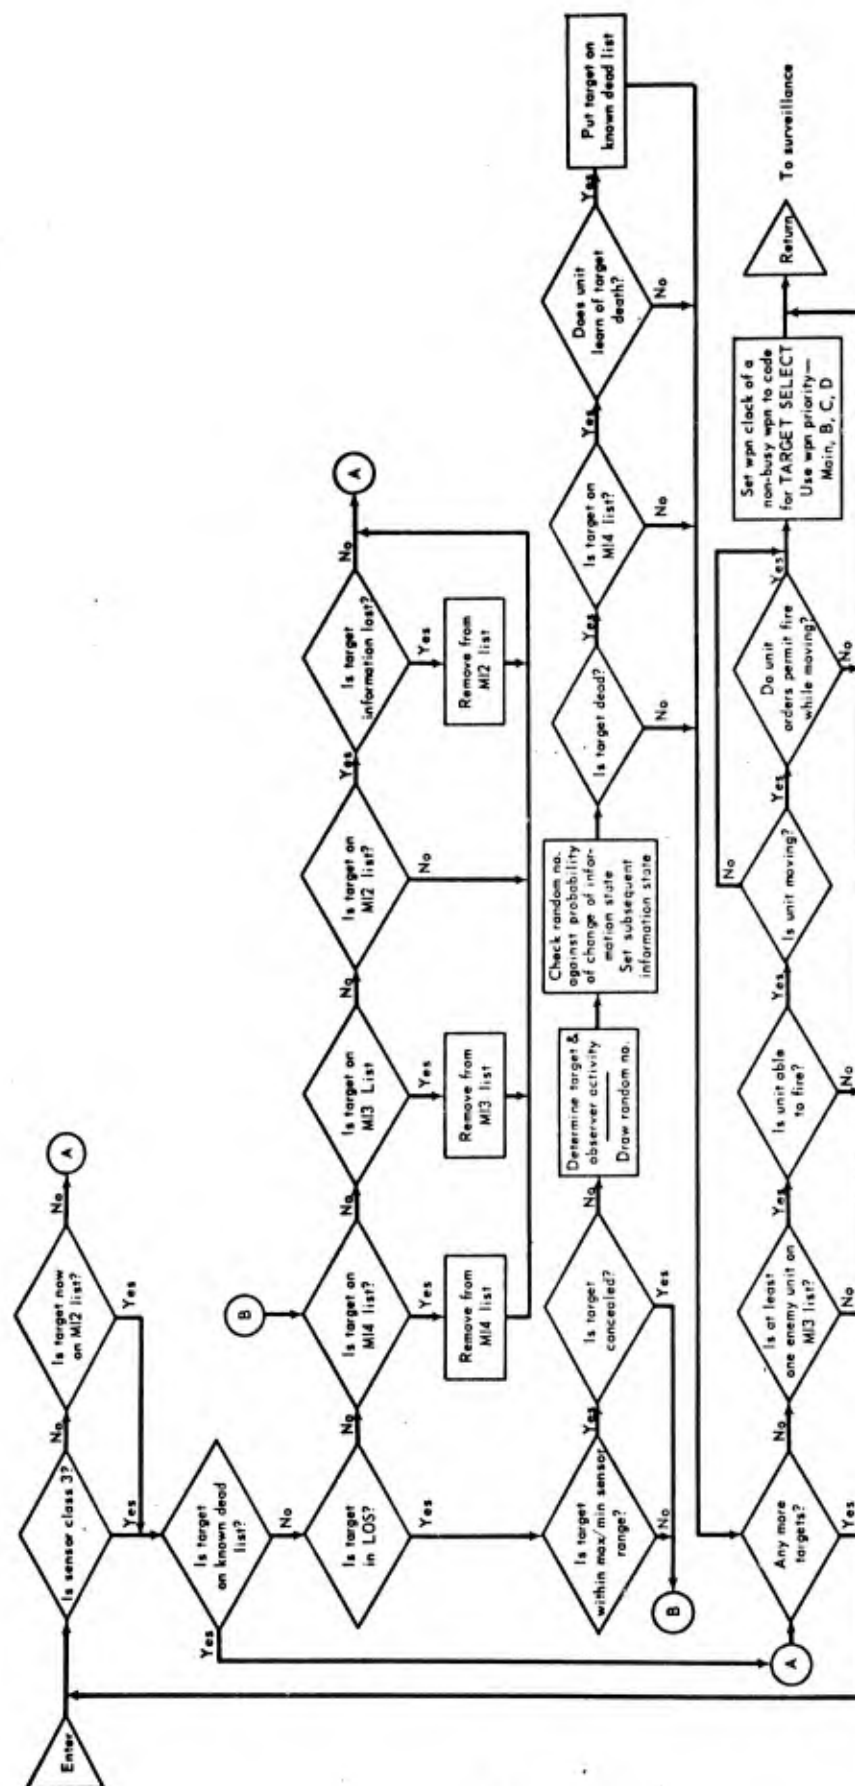 Enter
Is sensor class 3?
No
Yes
Is target now
on MI2 list?
No
Yes
A
Is target
on known dead
list?
Yes
No
B
Is target
in LOS?
No
Yes
Is target on
MI4 list?
No
Yes
Remove from
MI4 list
Is target on
MI3 List
No
Yes
Remove from
MI3 list
Is target on
MI2 list?
Yes
No
Is target
information lost?
No
Yes
Remove from
MI2 list
A
Is target
within max/min sensor
range?
Yes
No
B
Is target
concealed?
No
Yes
Determine target &
observer activity
Draw random no.
Check random no.
against probability
of change of infor-
mation state
Set subsequent
information state
Is target dead?
Yes
No
Is target on
MI4 list?
Yes
No
Does unit
learn of target
death?
Yes
No
Put target on
known dead list
A
Any more
targets?
No
Yes
Is at least
one enemy unit on
MI3 list?
Yes
No
Is unit able
to fire?
Yes
No
Is unit moving?
Yes
No
Do unit
orders permit fire
while moving?
Yes
No
Set wpn clock of a
non-busy wpn to code
for TARGET SELECT
Use wpn priority—
Main, B, C, D
Return
To surveillance